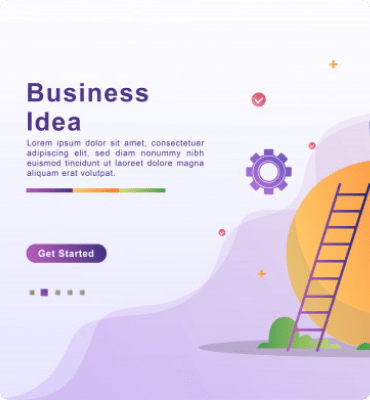 Business
Idea
Lorem ipsum dolor sit amet, consectetuer
adipiscing elit, sed diam nonummy nibh
euismod tincidunt ut laoreet dolore magna
aliquam erat volutpat.
Get Started